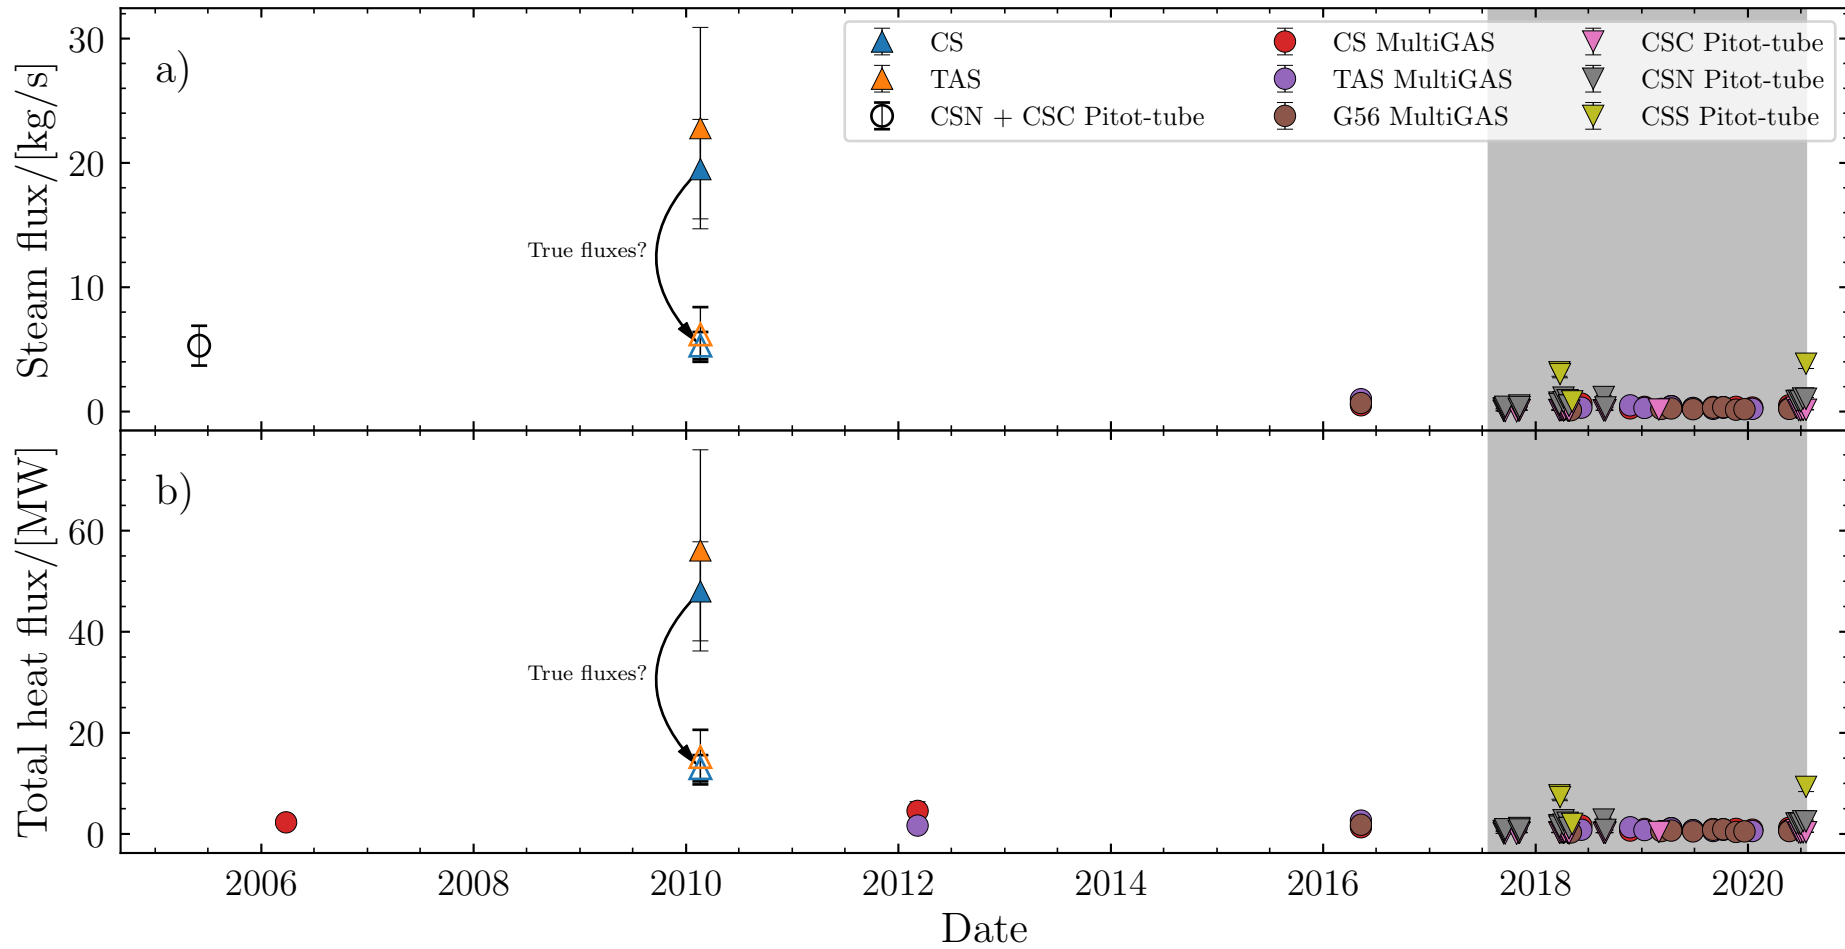 a)
CS
TAS
CSN + CSC Pitot-tube
CS MultiGAS
TAS MultiGAS
G56 MultiGAS
CSC Pitot-tube
CSN Pitot-tube
CSS Pitot-tube
Steam flux/[kg/s]
30
20
10
0
True fluxes?
b)
Total heat flux/[MW]
60
40
20
0
True fluxes?
2006
2008
2010
2012
2014
2016
2018
2020
Date